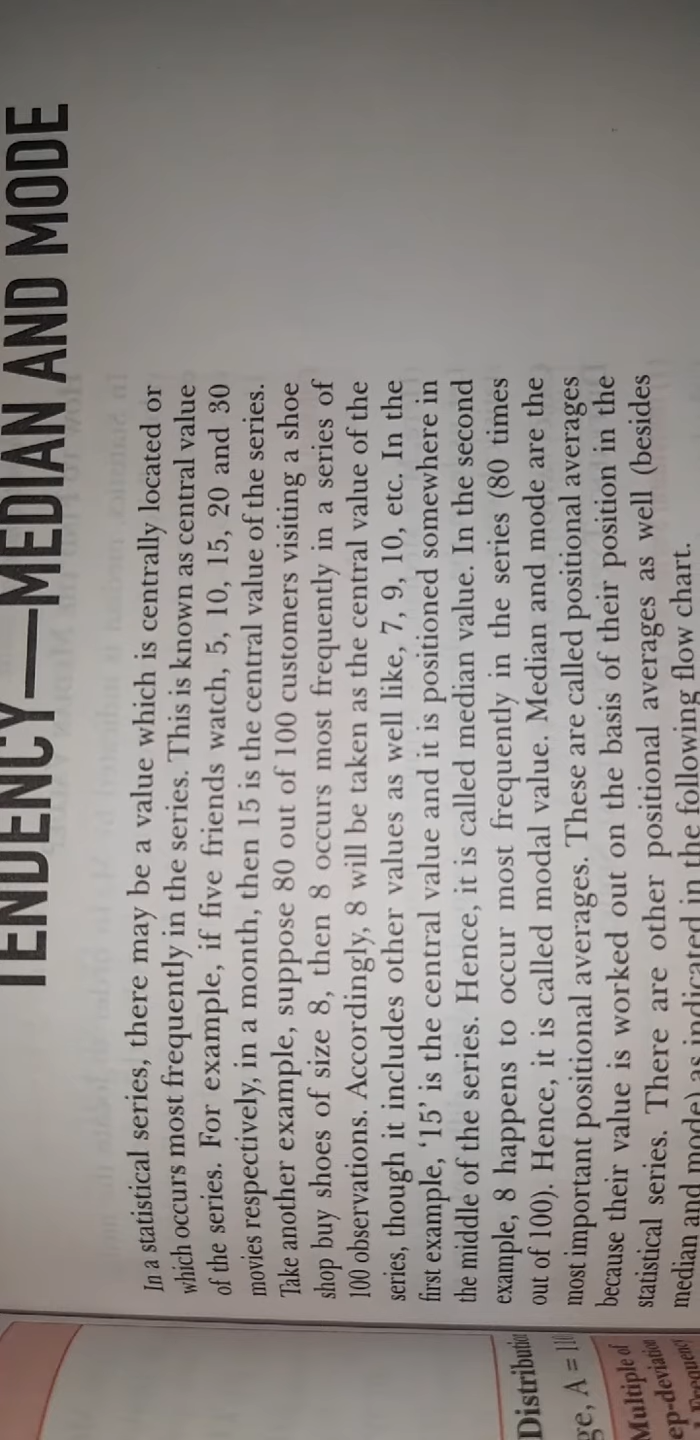 TENDENCY—MEDIAN AND MODE
In a statistical series, there may be a value which is centrally located or
which occurs most frequently in the series. This is known as central value
of the series. For example, if five friends watch, 5, 10, 15, 20 and 30
movies respectively, in a month, then 15 is the central value of the series.
Take another example, suppose 80 out of 100 customers visiting a shoe
shop buy shoes of size 8, then 8 occurs most frequently in a series of
100 observations. Accordingly, 8 will be taken as the central value of the
series, though it includes other values as well like, 7, 9, 10, etc. In the
first example, ‘15’ is the central value and it is positioned somewhere in
the middle of the series. Hence, it is called median value. In the second
example, 8 happens to occur most frequently in the series (80 times
out of 100). Hence, it is called modal value. Median and mode are the
most important positional averages. These are called positional averages
because their value is worked out on the basis of their position in the
statistical series. There are other positional averages as well (besides
median and mode) as indicated in the following flow chart.
Distribution
ge, A = 110
Multiple of
ep-deviation
Frequency